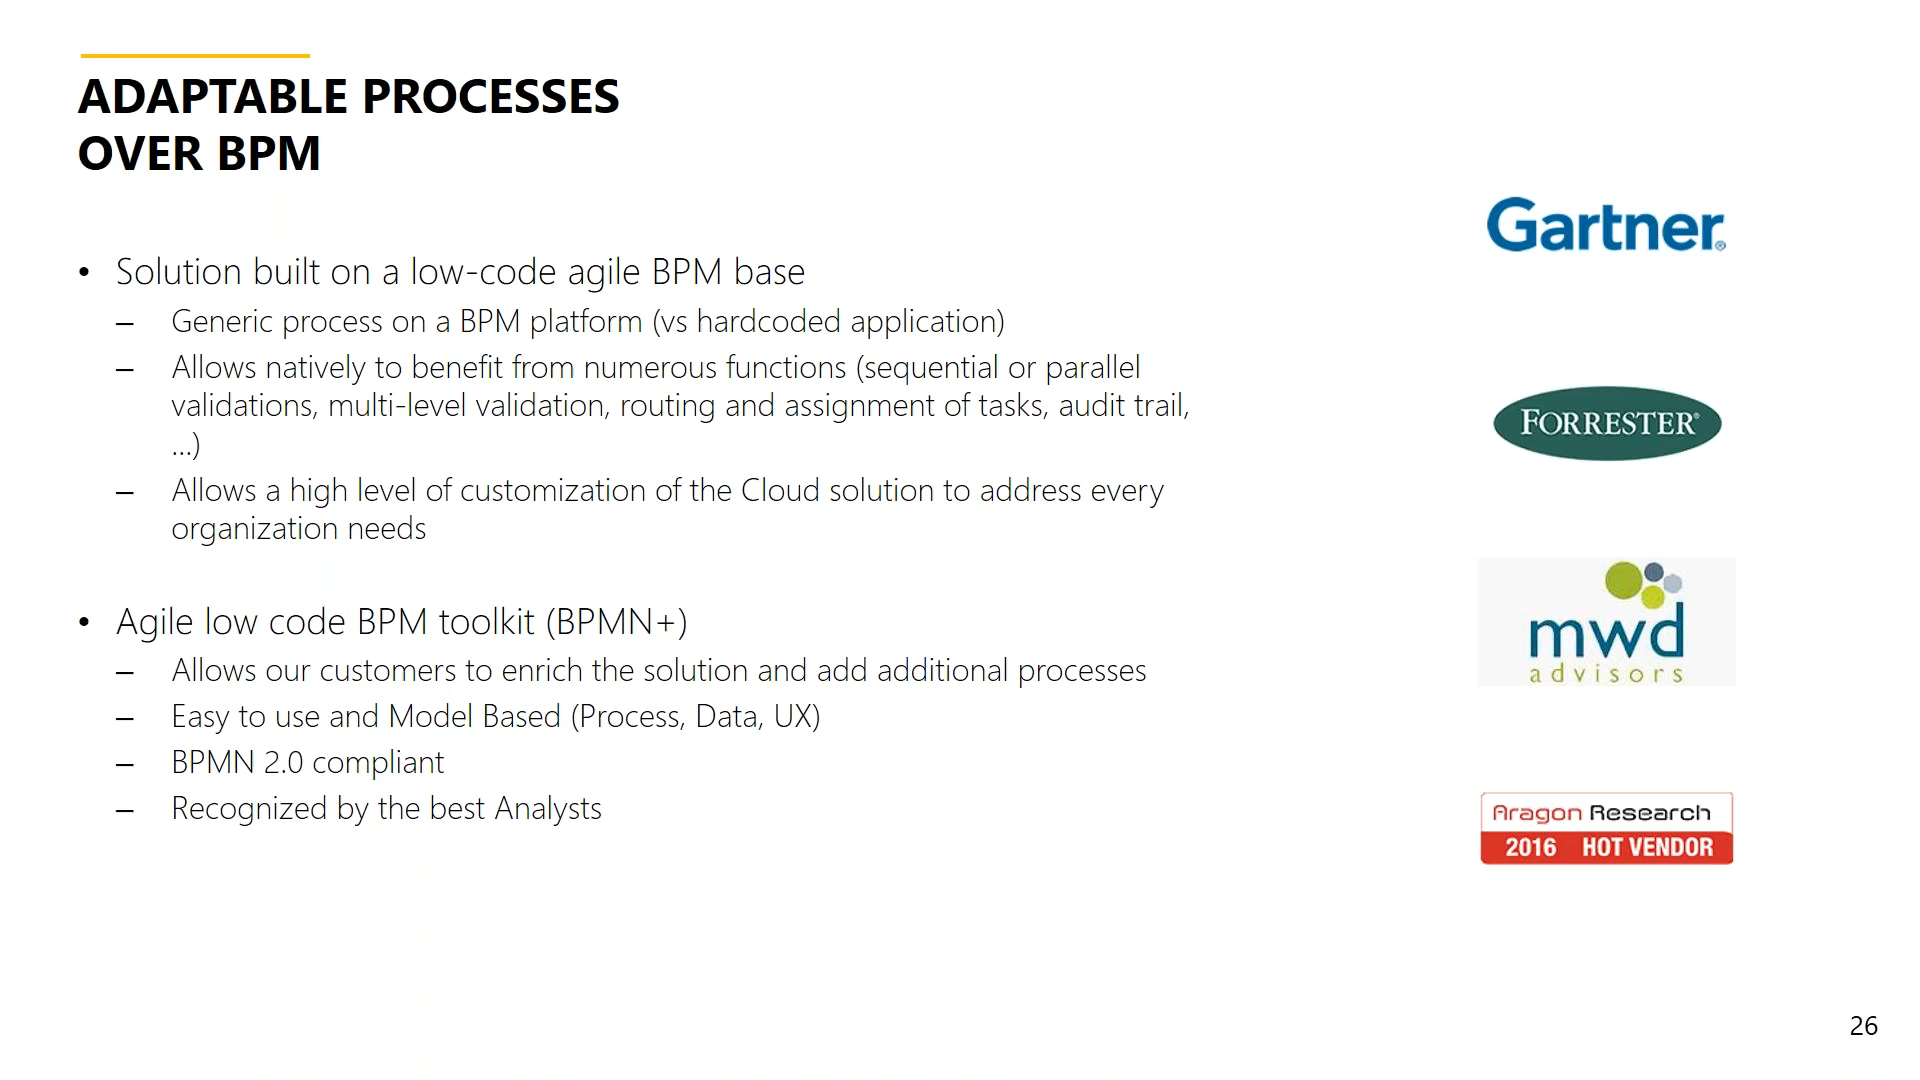 ADAPTABLE PROCESSES
OVER BPM
• Solution built on a low-code agile BPM base
– Generic process on a BPM platform (vs hardcoded application)
– Allows natively to benefit from numerous functions (sequential or parallel
validations, multi-level validation, routing and assignment of tasks, audit trail,
...)
– Allows a high level of customization of the Cloud solution to address every
organization needs
• Agile low code BPM toolkit (BPMN+)
– Allows our customers to enrich the solution and add additional processes
– Easy to use and Model Based (Process, Data, UX)
– BPMN 2.0 compliant
– Recognized by the best Analysts
Gartner®
FORRESTER®
mwd
advisors
Aragon Research
2016 HOT VENDOR
26